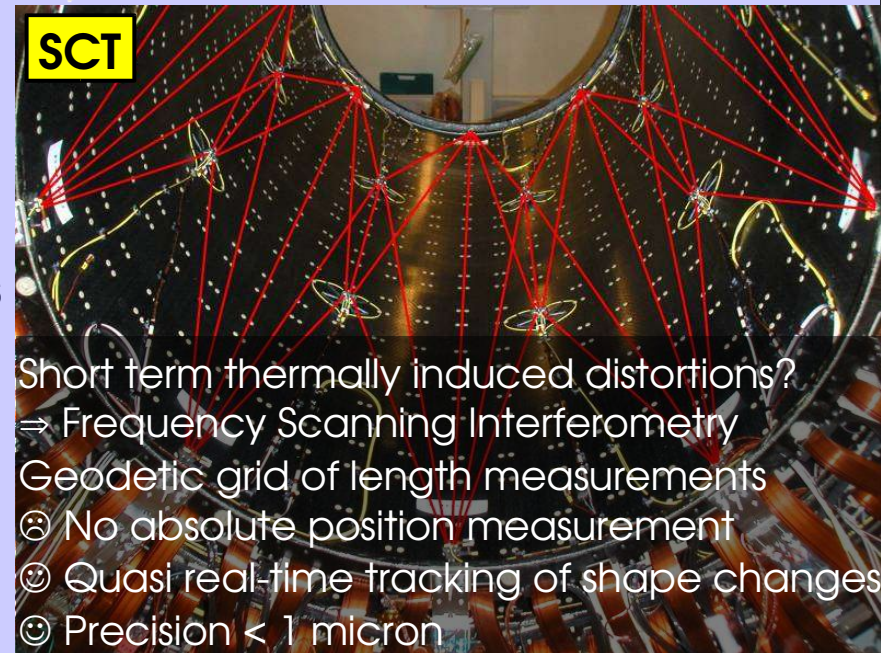 SCT
Short term thermally induced distortions?
⇒ Frequency Scanning Interferometry
Geodetic grid of length measurements
☹ No absolute position measurement
☺ Quasi real-time tracking of shape changes
☺ Precision < 1 micron